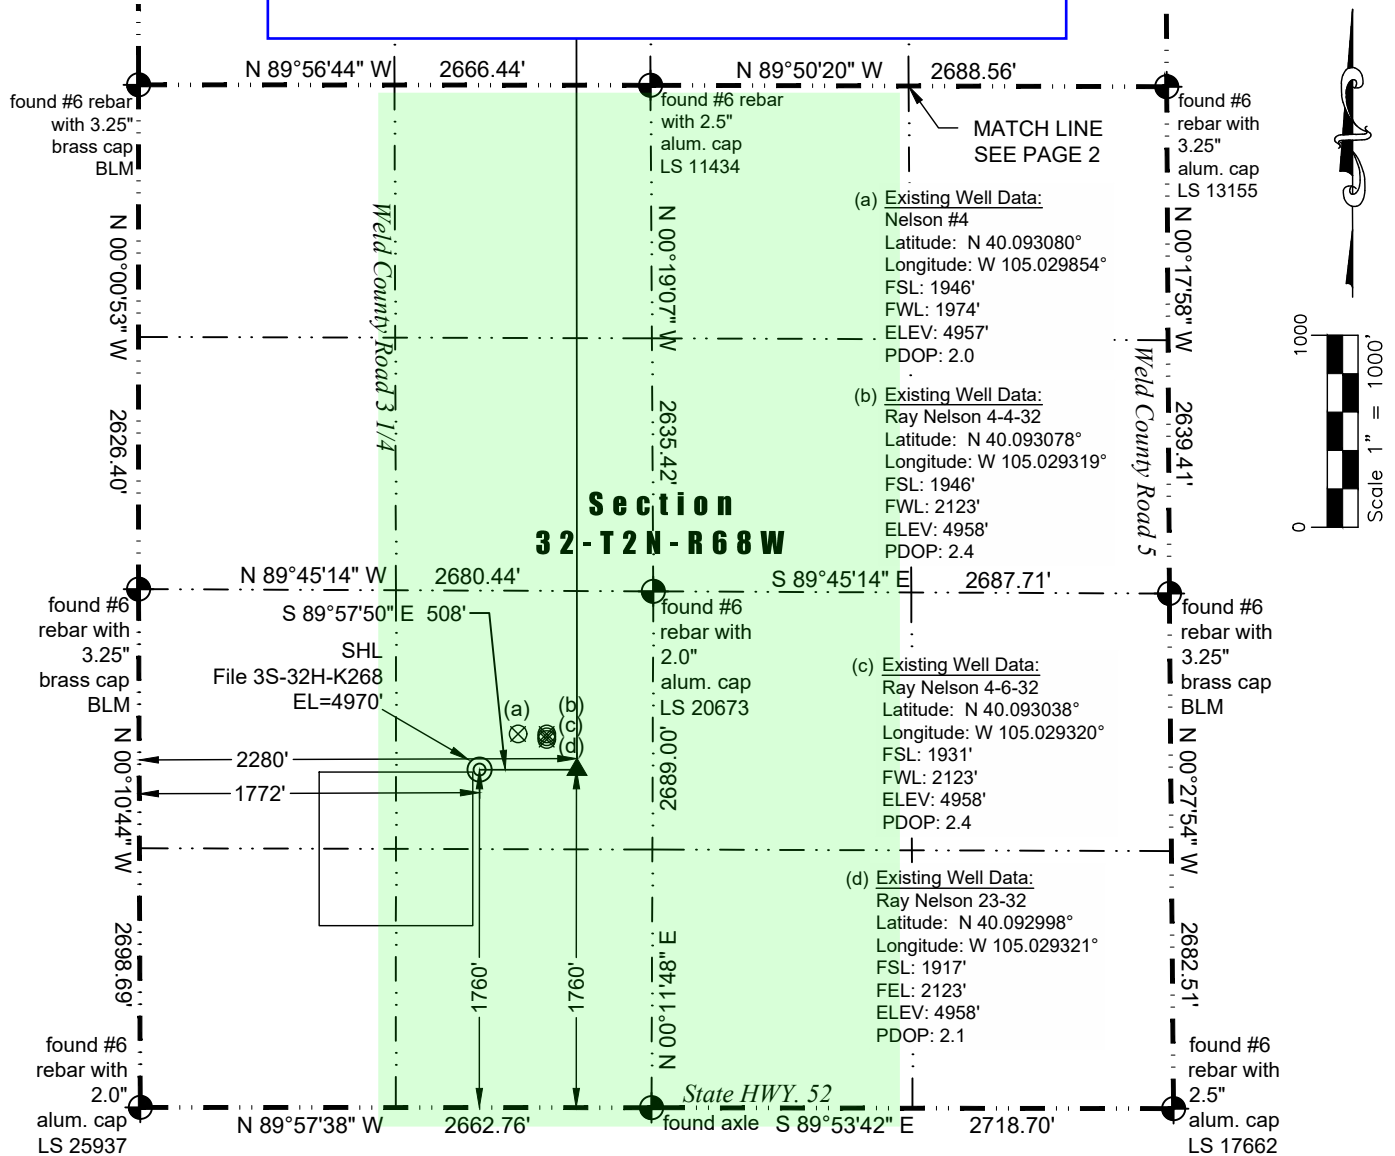 N 89°56'44" W 2666.44' N 89°50'20" W 2688.56'
found #6 rebar
with 3.25"
brass cap
BLM
found #6 rebar
with 2.5"
alum. cap
LS 11434
MATCH LINE
SEE PAGE 2
found #6
rebar with
3.25"
alum. cap
LS 13155
N 00°00'53" W 2626.40'
Weld County Road 3 1/4
N 00°19'07" W 2635.42'
(a) Existing Well Data:
Nelson #4
Latitude: N 40.093080°
Longitude: W 105.029854°
FSL: 1946'
FWL: 1974'
ELEV: 4957'
PDOP: 2.0
(b) Existing Well Data:
Ray Nelson 4-4-32
Latitude: N 40.093078°
Longitude: W 105.029319°
FSL: 1946'
FWL: 2123'
ELEV: 4958'
PDOP: 2.4
Weld County Road 5
N 00°17'58" W 2639.41'
1000
0
Scale 1" = 1000'
Section
32-T2N-R68W
N 89°45'14" W 2680.44' S 89°45'14" E 2687.71'
found #6
rebar with
3.25"
brass cap
BLM
S 89°57'50" E 508'
SHL
File 3S-32H-K268
EL=4970'
(a)
(b)
(c)
(d)
found #6
rebar with
2.0"
alum. cap
LS 20673
found #6
rebar with
3.25"
brass cap
BLM
(c) Existing Well Data:
Ray Nelson 4-6-32
Latitude: N 40.093038°
Longitude: W 105.029320°
FSL: 1931'
FWL: 2123'
ELEV: 4958'
PDOP: 2.4
2280'
1772'
N 00°10'44" W 2698.69'
2689.00' N 00°11'48" E
N 00°27'54" W 2682.51'
(d) Existing Well Data:
Ray Nelson 23-32
Latitude: N 40.092998°
Longitude: W 105.029321°
FSL: 1917'
FEL: 2123'
ELEV: 4958'
PDOP: 2.1
1760'
1760'
found #6
rebar with
2.0"
alum. cap
LS 25937
State HWY. 52
found axle
N 89°57'38" W 2662.76' S 89°53'42" E 2718.70'
found #6
rebar with
2.5"
alum. cap
LS 17662